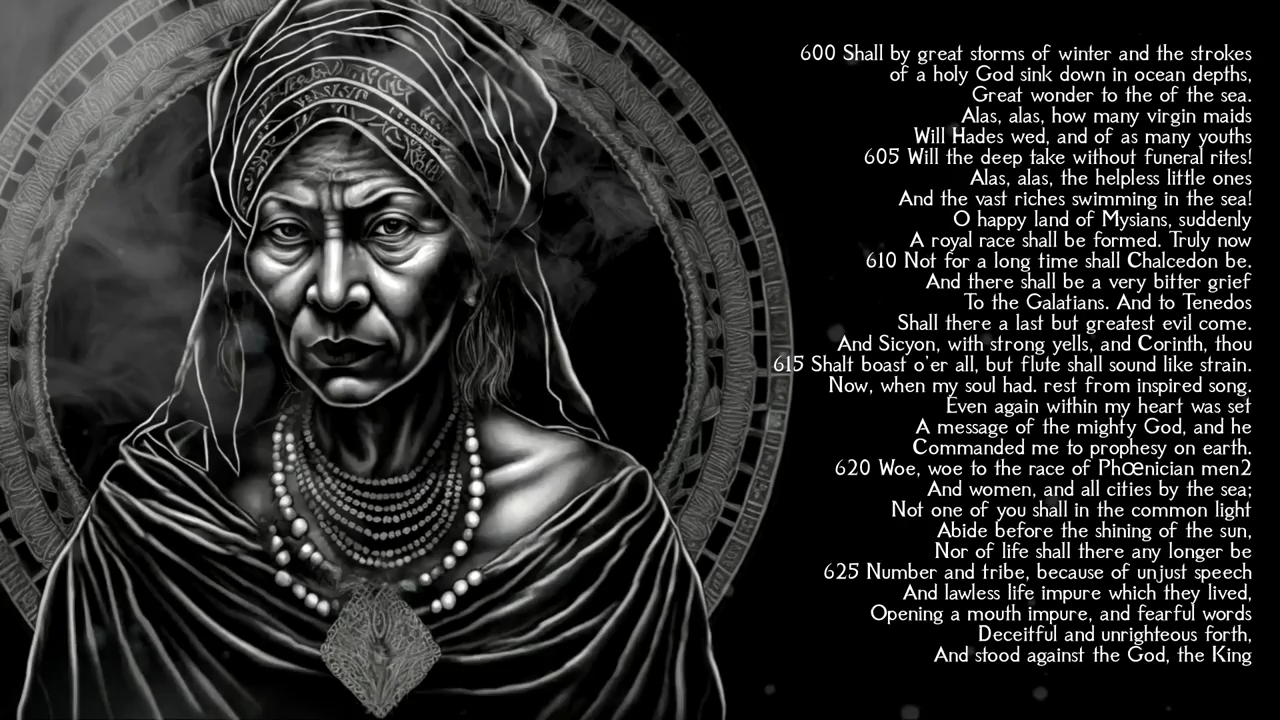 600 Shall by great storms of winter and the strokes
of a holy God sink down in ocean depths,
Great wonder to the of the sea.
Alas, alas, how many virgin maids
Will Hades wed, and of as many youths
605 Will the deep take without funeral rites!
Alas, alas, the helpless little ones
And the vast riches swimming in the sea!
O happy land of Mysians, suddenly
A royal race shall be formed. Truly now
610 Not for a long time shall Chalcedon be.
And there shall be a very bitter grief
To the Galatians. And to Tenedos
Shall there a last but greatest evil come.
And Sicyon, with strong yells, and Corinth, thou
615 Shalt boast o'er all, but flute shall sound like strain.
Now, when my soul had. rest from inspired song.
Even again within my heart was set
A message of the mighty God, and he
Commanded me to prophesy on earth.
620 Woe, woe to the race of Phœnician men2
And women, and all cities by the sea;
Not one of you shall in the common light
Abide before the shining of the sun,
Nor of life shall there any longer be
625 Number and tribe, because of unjust speech
And lawless life impure which they lived,
Opening a mouth impure, and fearful words
Deceitful and unrighteous forth,
And stood against the God, the King